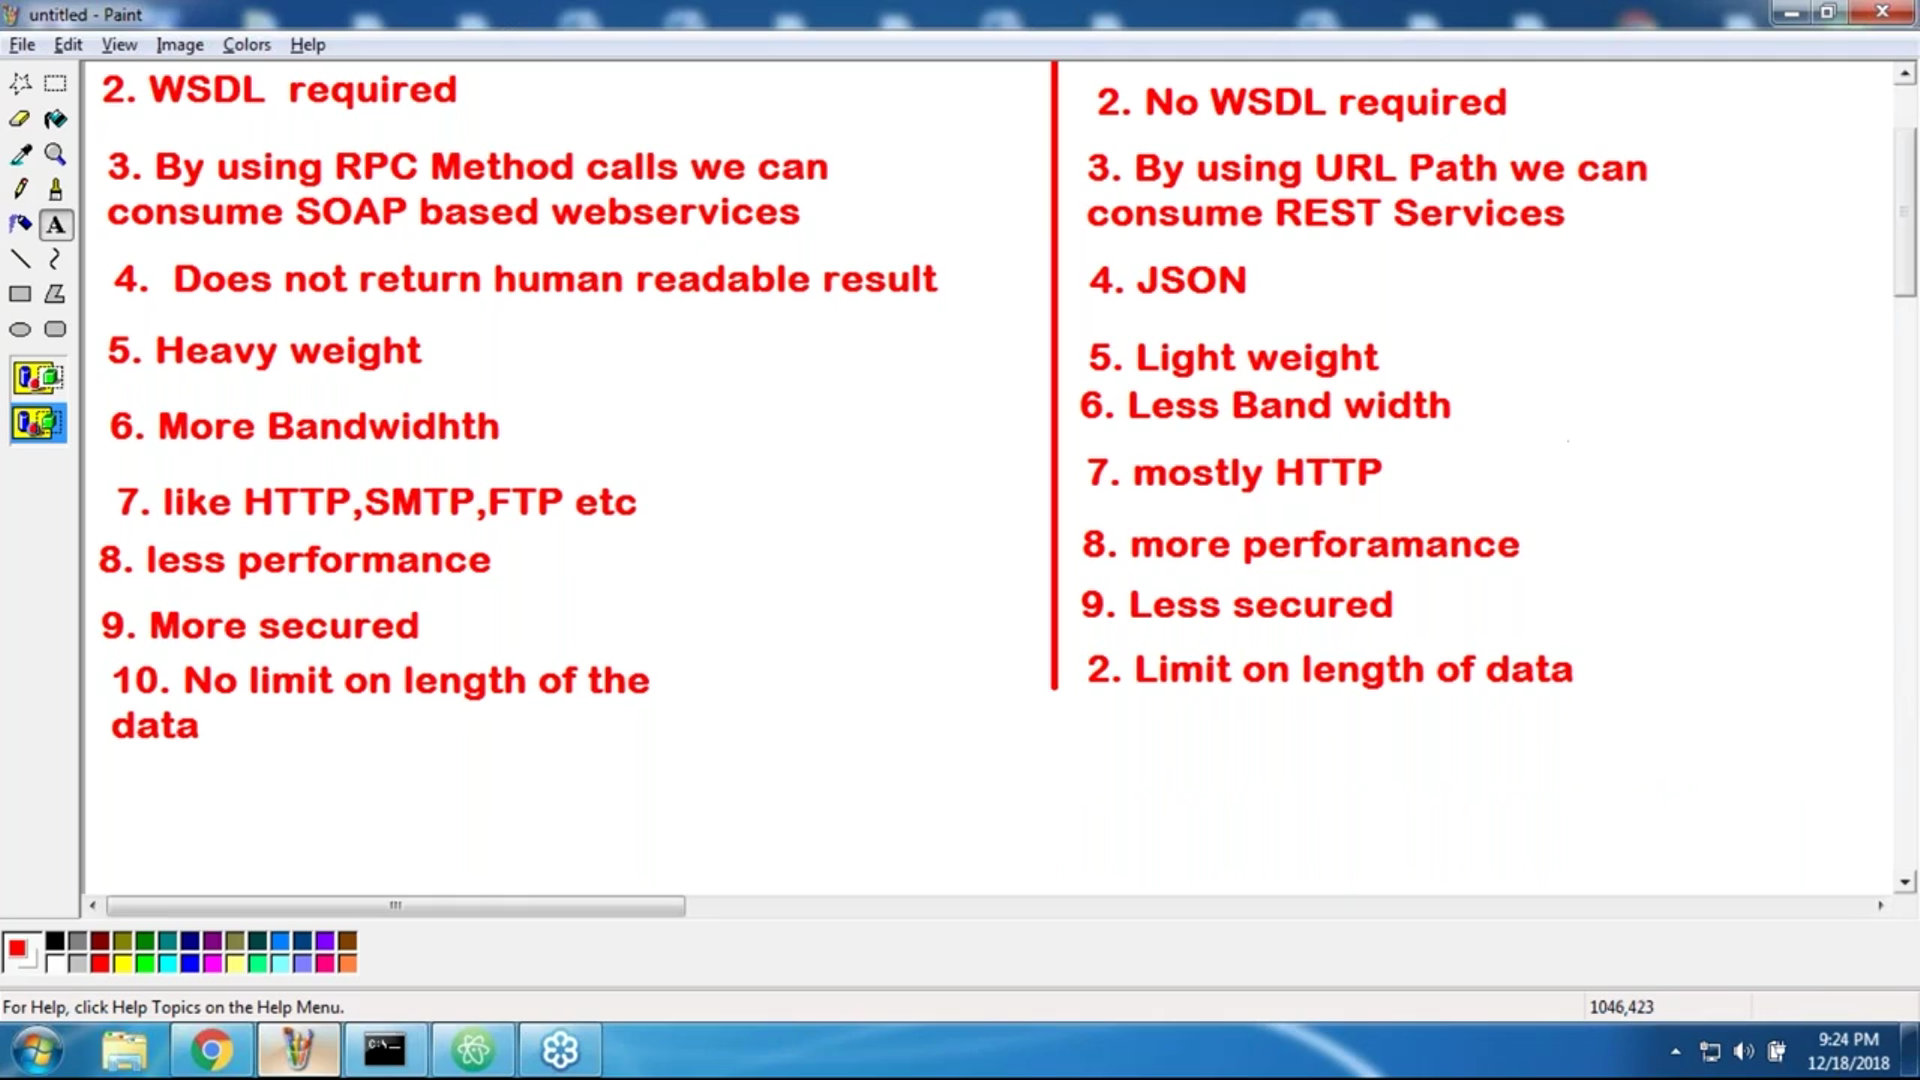 untitled - Paint
File Edit View Image Colors Help
2. WSDL  required
3. By using RPC Method calls we can
consume SOAP based webservices
4.  Does not return human readable result
5. Heavy weight
6. More Bandwidhth
7. like HTTP,SMTP,FTP etc
8. less performance
9. More secured
10. No limit on length of the
data
2. No WSDL required
3. By using URL Path we can
consume REST Services
4. JSON
5. Light weight
6. Less Band width
7. mostly HTTP
8. more perforamance
9. Less secured
2. Limit on length of data
For Help, click Help Topics on the Help Menu.
1046,423
9:24 PM
12/18/2018